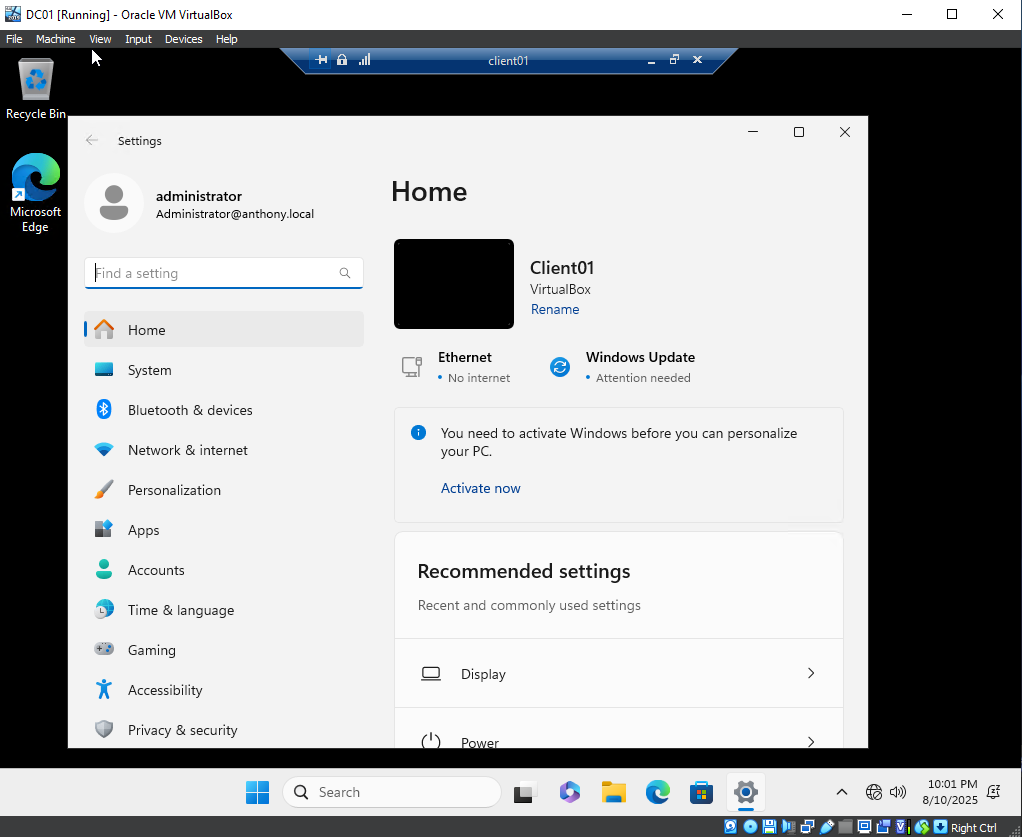 DC01 [Running] - Oracle VM VirtualBox
File Machine View Input Devices Help
client01
Recycle Bin
Microsoft
Edge
Settings
administrator
Administrator@anthony.local
Find a setting
Home
System
Bluetooth & devices
Network & internet
Personalization
Apps
Accounts
Time & language
Gaming
Accessibility
Privacy & security
Home
Client01
VirtualBox
Rename
Ethernet
• No internet
Windows Update
• Attention needed
You need to activate Windows before you can personalize
your PC.
Activate now
Recommended settings
Recent and commonly used settings
Display
Power
Search
10:01 PM
8/10/2025
Right Ctrl